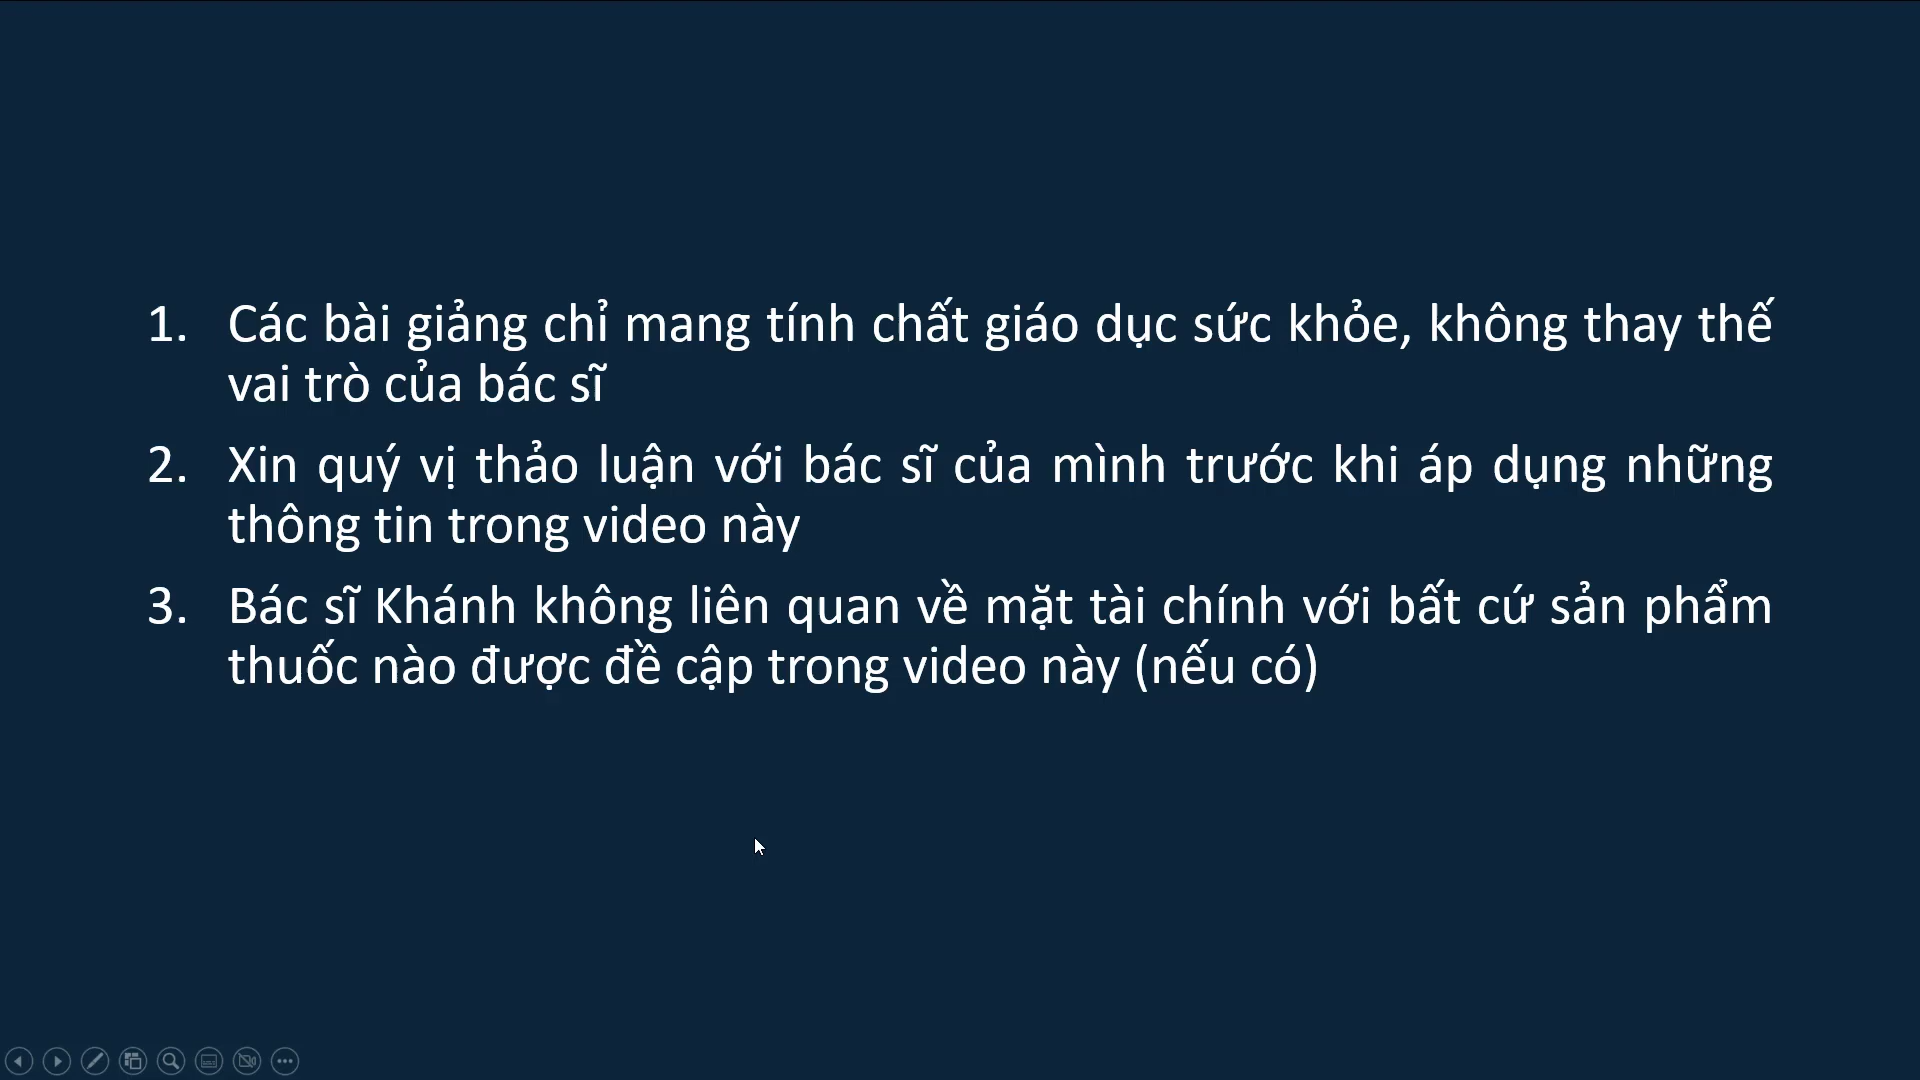 1. Các bài giảng chỉ mang tính chất giáo dục sức khỏe, không thay thế
vai trò của bác sĩ
2. Xin quý vị thảo luận với bác sĩ của mình trước khi áp dụng những
thông tin trong video này
3. Bác sĩ Khánh không liên quan về mặt tài chính với bất cứ sản phẩm
thuốc nào được đề cập trong video này (nếu có)